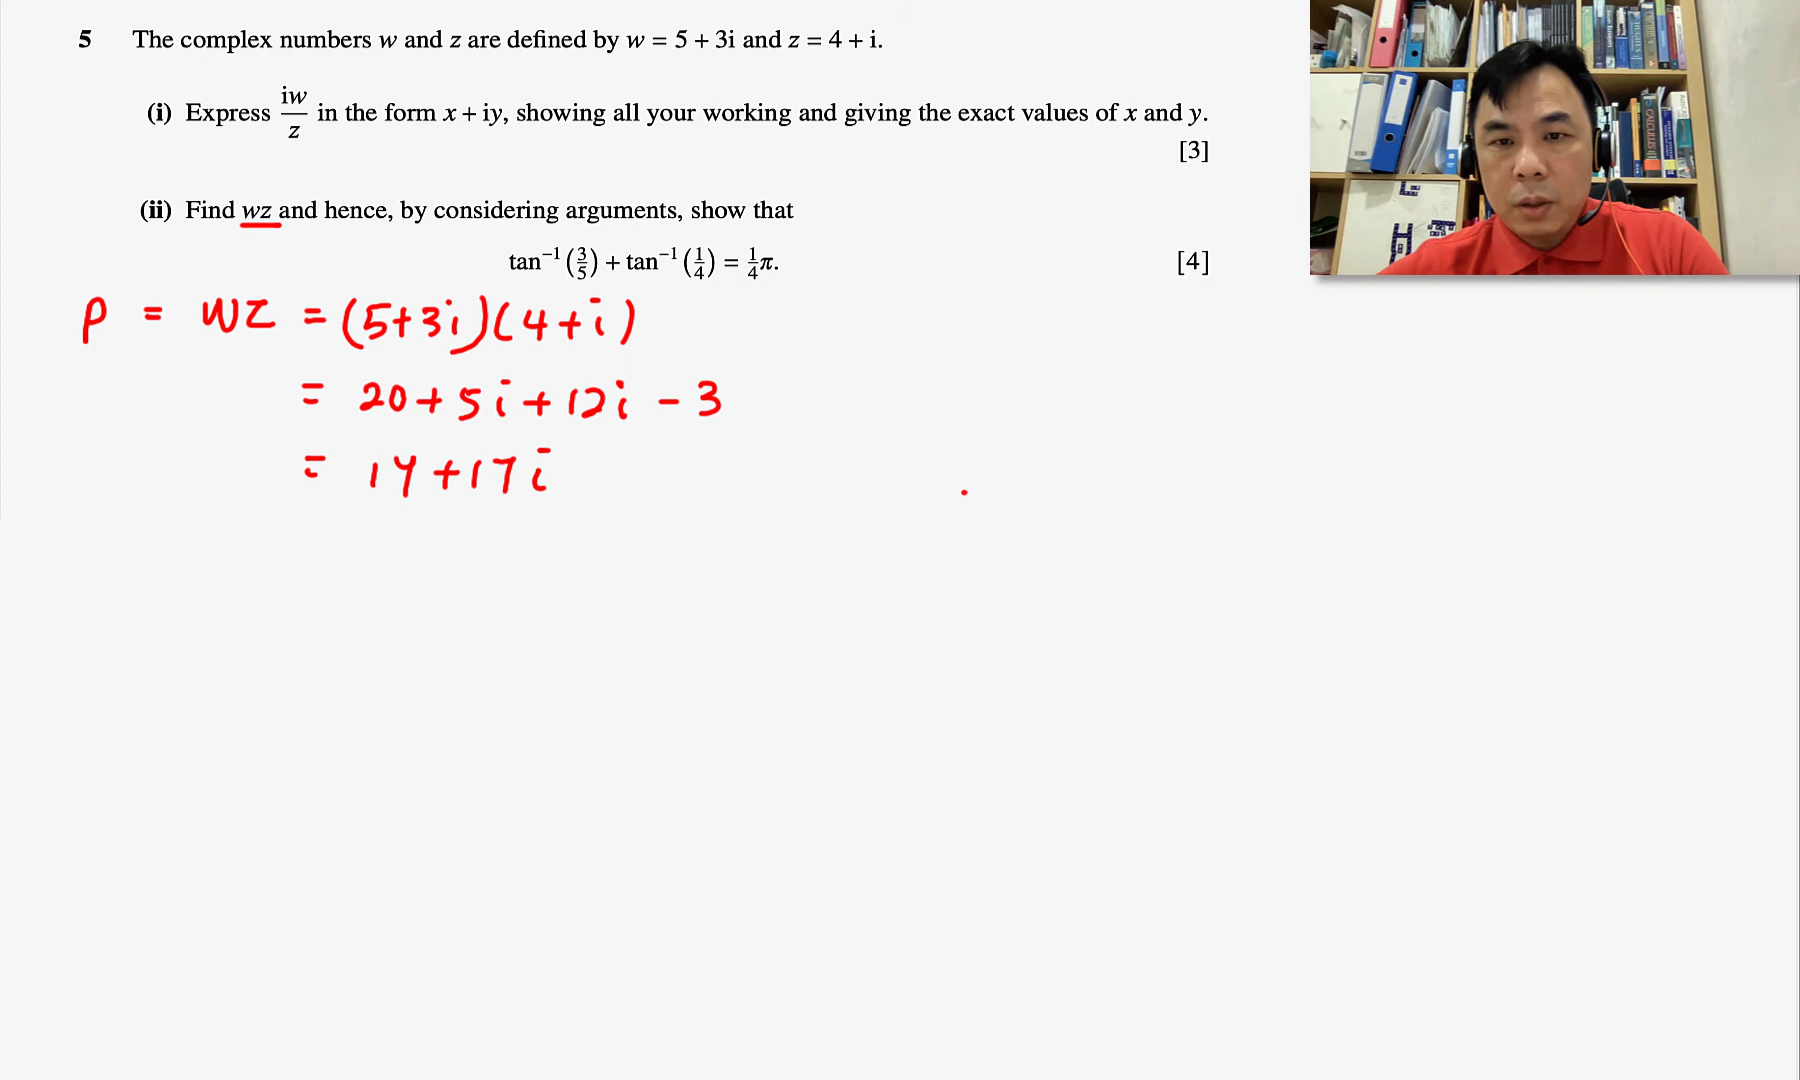 5 The complex numbers w and z are defined by w = 5 + 3i and z = 4 + i.
(i) Express iw/z in the form x + iy, showing all your working and giving the exact values of x and y.
[3]
(ii) Find wz and hence, by considering arguments, show that
tan⁻¹(3/5) + tan⁻¹(1/4) = ¼π. [4]
P = wz = (5+3i)(4+i)
= 20+5i+12i-3
= 17+17i
CALCULUS